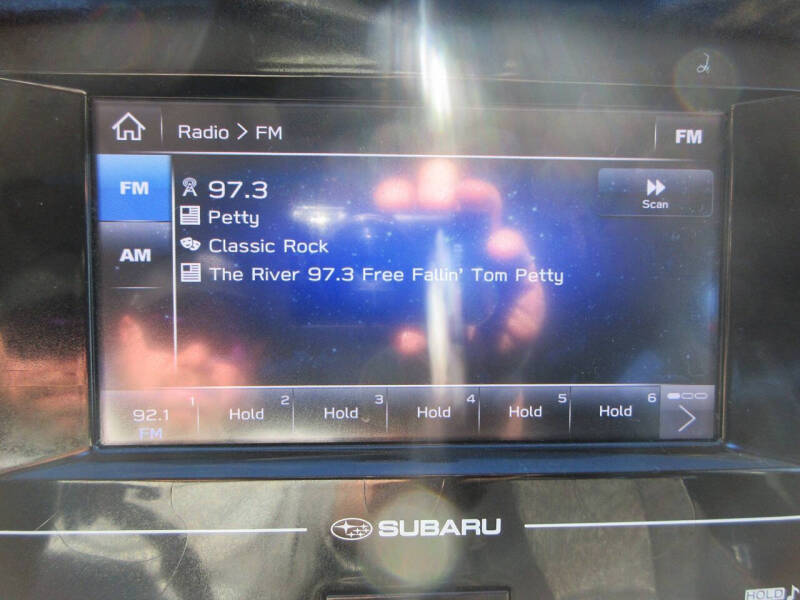 Radio > FM
FM
FM
97.3
Scan
Petty
AM
Classic Rock
The River 97.3 Free Fallin' Tom Petty
1 2 3 4 5 6
92.1 Hold Hold Hold Hold Hold
FM
SUBARU
HOLD